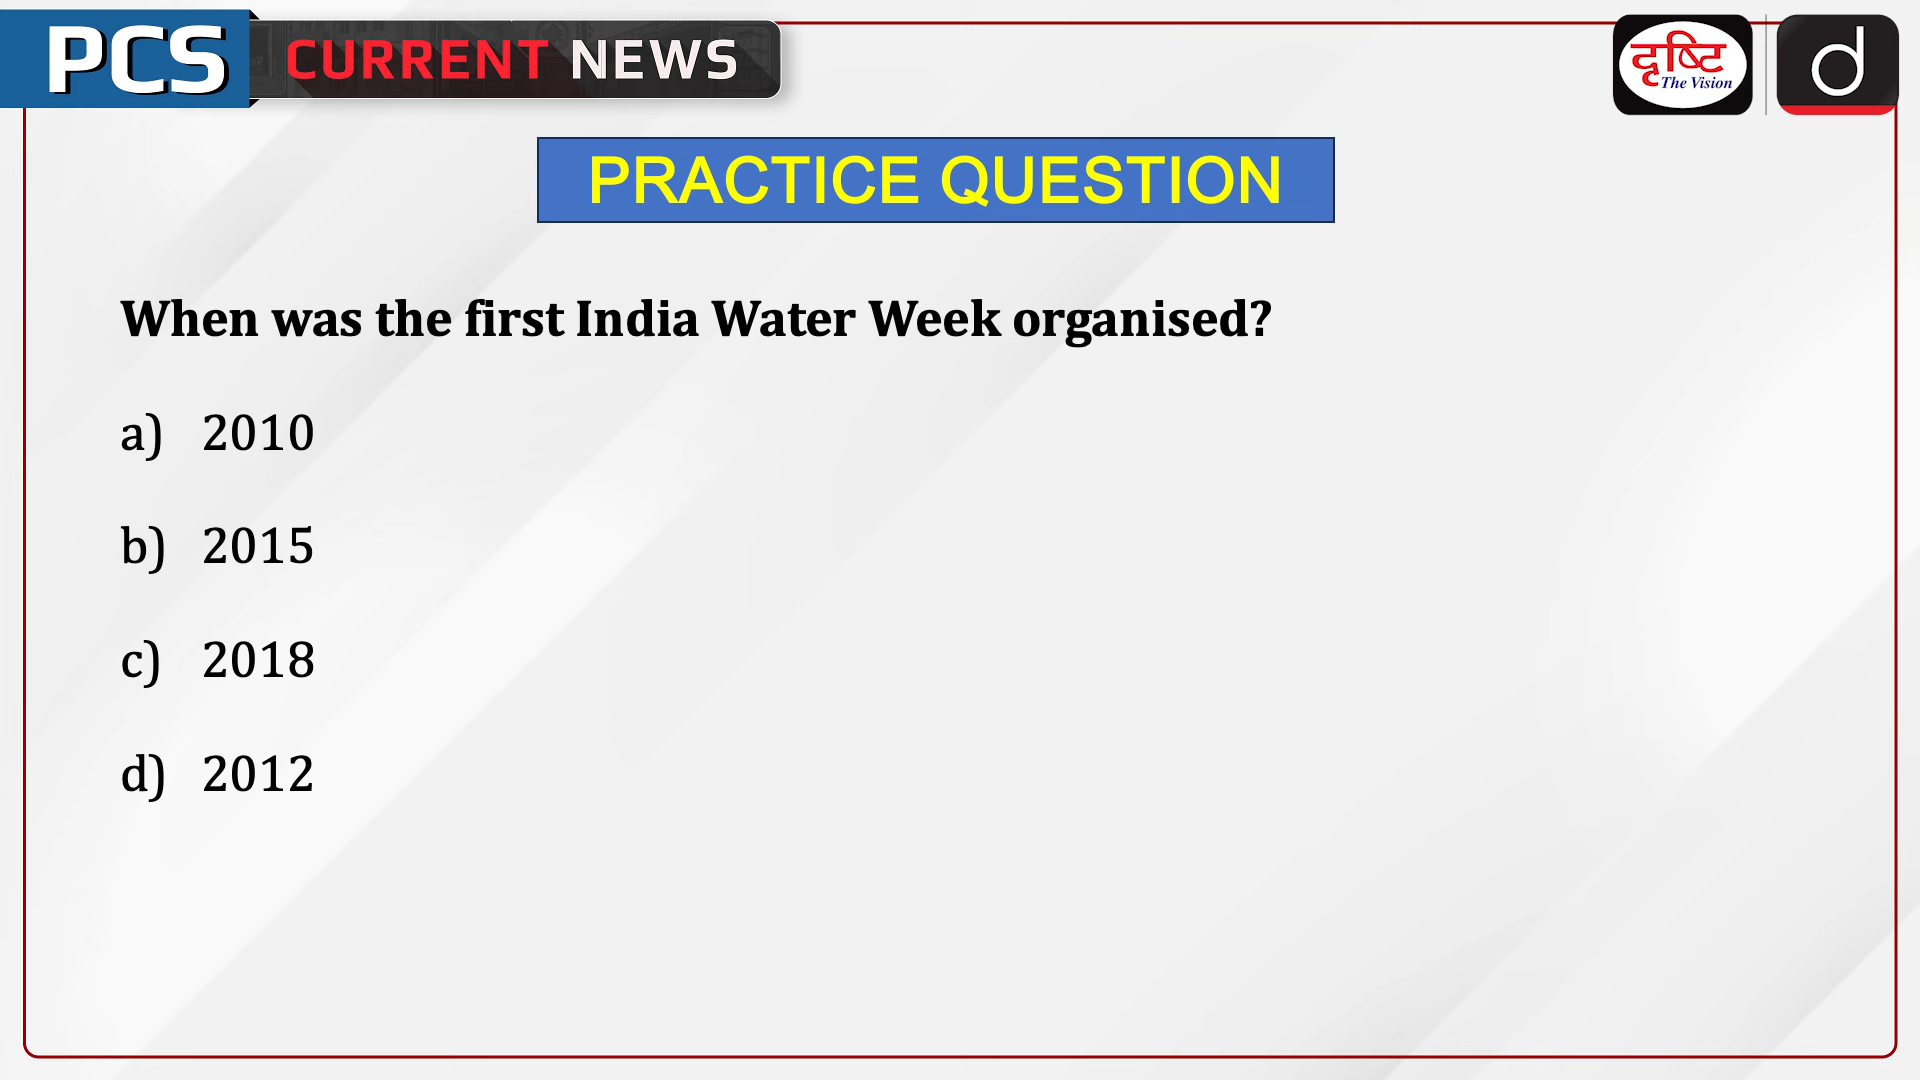 PCS CURRENT NEWS
दृष्टि
The Vision
d
PRACTICE QUESTION
When was the first India Water Week organised?
a) 2010
b) 2015
c) 2018
d) 2012